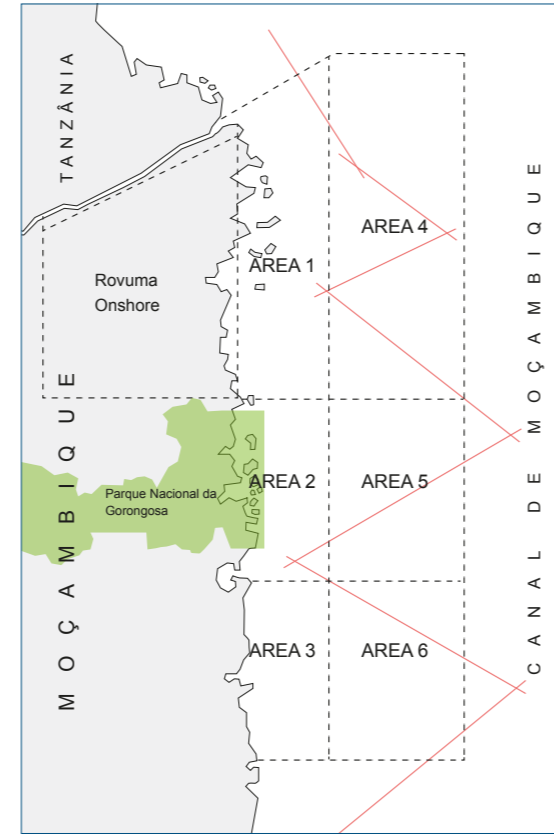 TANZÂNIA
AREA 4
AREA 1
Rovuma
Onshore
CANAL DE MOÇAMBIQUE
MOÇAMBIQUE
Parque Nacional da
Gorongosa
AREA 2
AREA 5
AREA 3
AREA 6